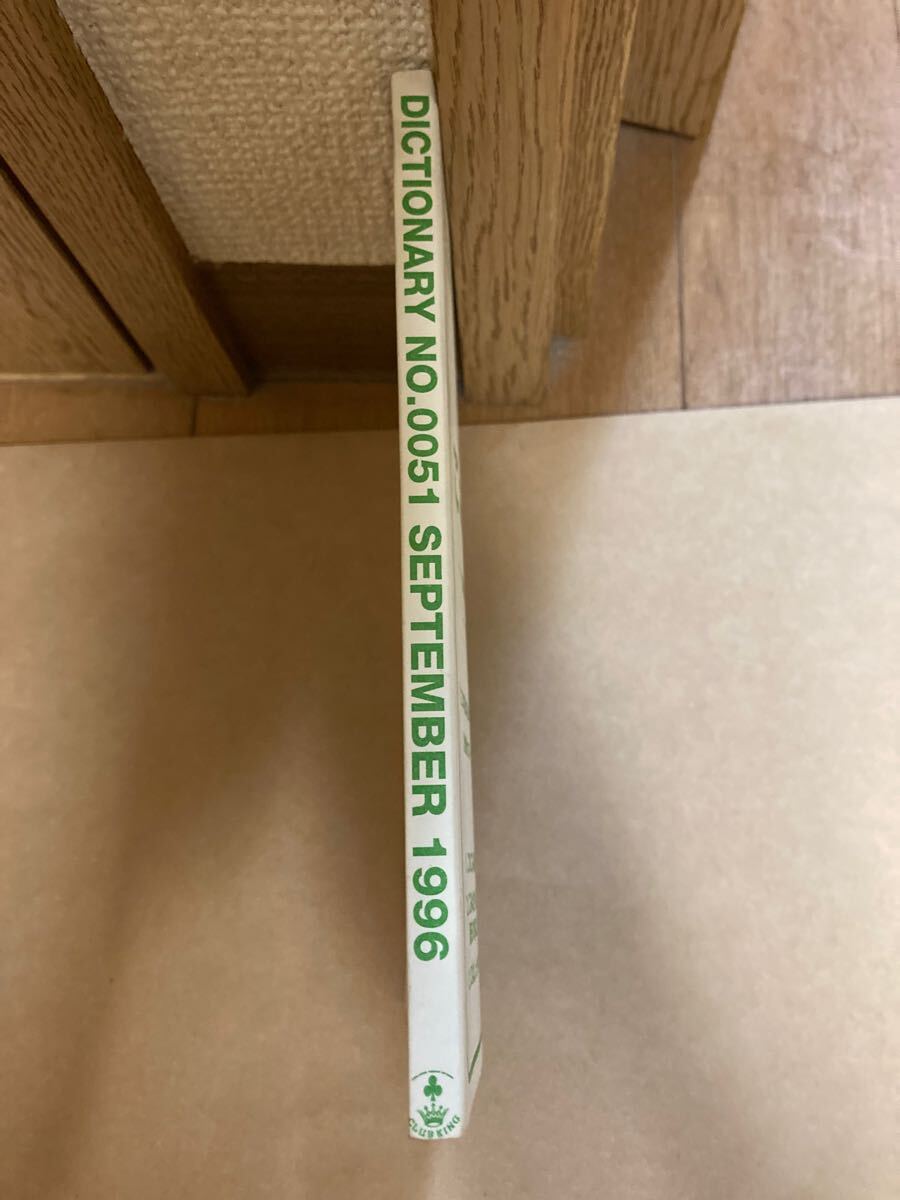 DICTIONARY NO.0051 SEPTEMBER 1996
CLUB KING